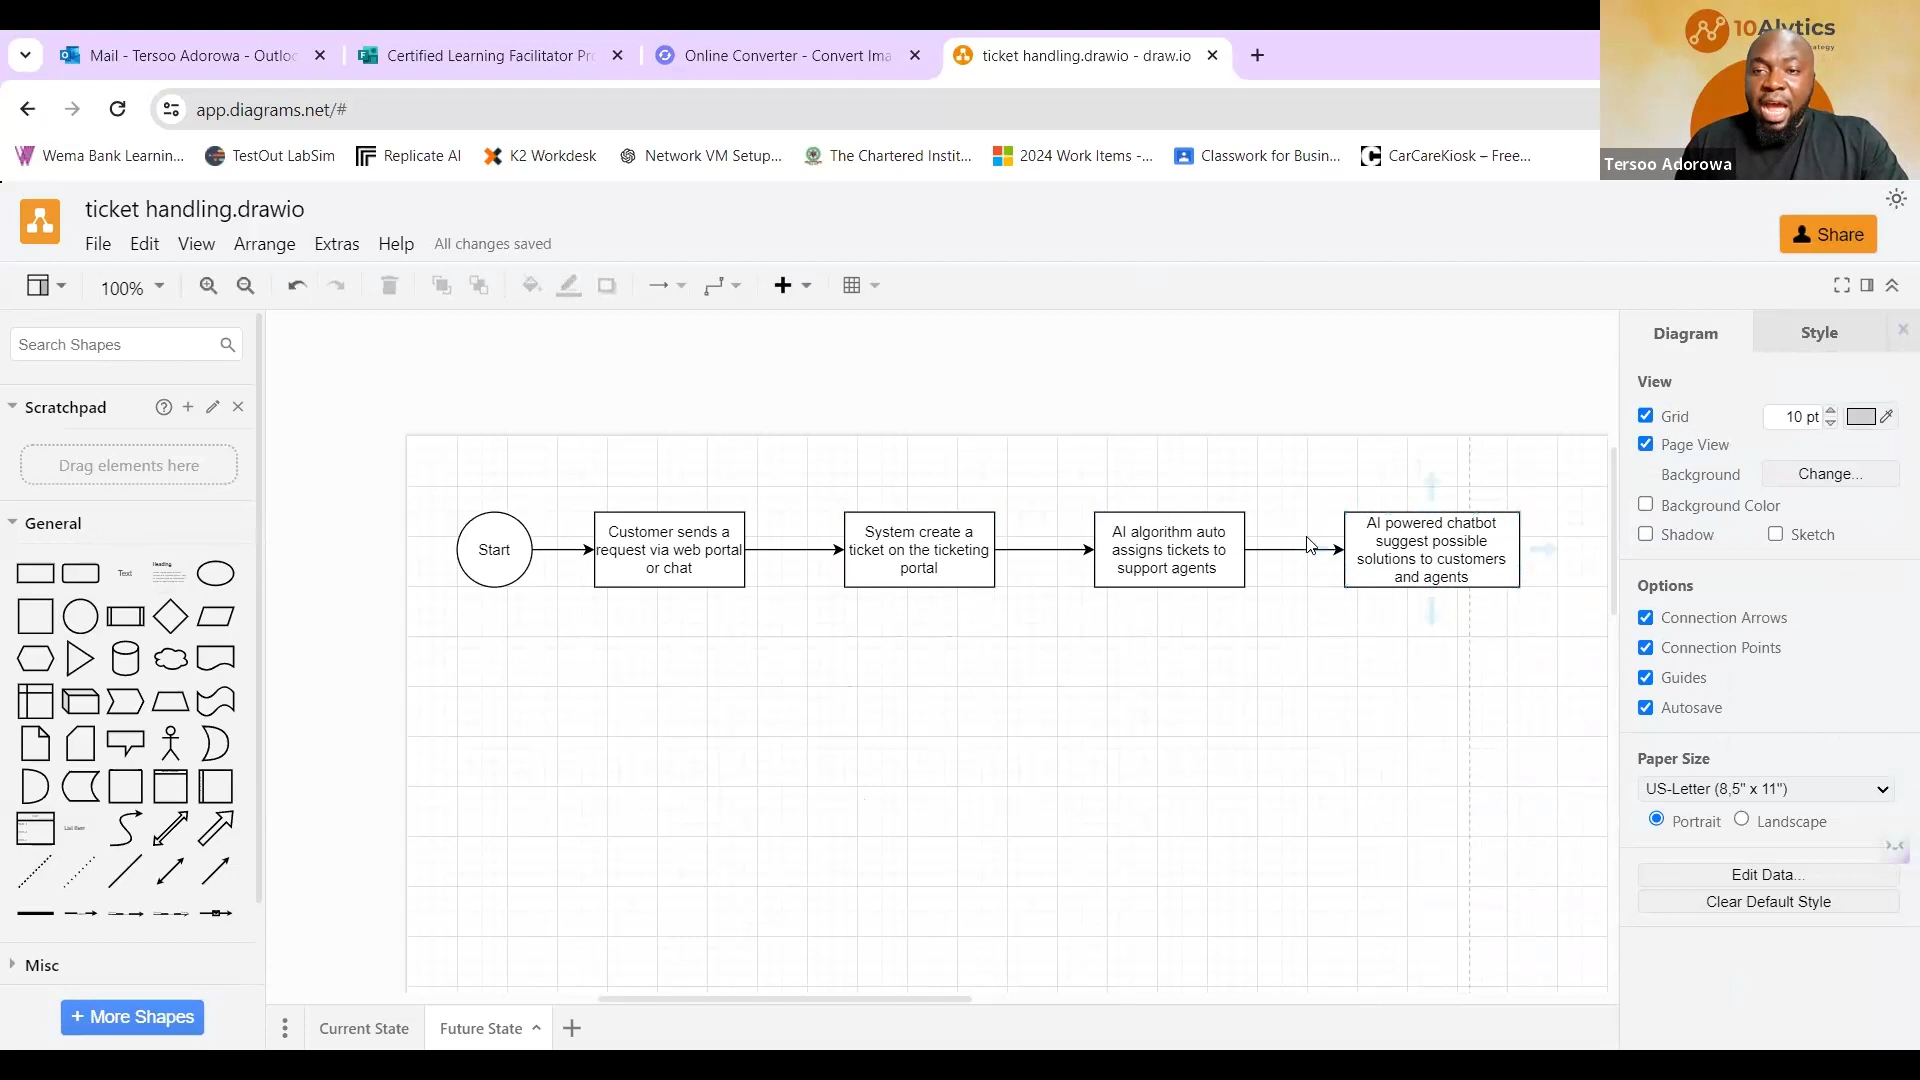 10Alytics
Mail - Tersoo Adorowa - Outloo
Certified Learning Facilitator Pro
Online Converter - Convert Ima
ticket handling.drawio - draw.io
app.diagrams.net/#
Wema Bank Learnin...
TestOut LabSim
Replicate AI
K2 Workdesk
Network VM Setup...
The Chartered Instit...
2024 Work Items -...
Classwork for Busin...
CarCareKiosk – Free...
Tersoo Adorowa
ticket handling.drawio
File
Edit
View
Arrange
Extras
Help
All changes saved
Share
100%
Search Shapes
Scratchpad
Drag elements here
General
Text
Heading
List Item
Misc
+ More Shapes
Start
Customer sends a
request via web portal
or chat
System create a
ticket on the ticketing
portal
AI algorithm auto
assigns tickets to
support agents
AI powered chatbot
suggest possible
solutions to customers
and agents
Current State
Future State
Diagram
Style
View
Grid
10 pt
Page View
Background
Change...
Background Color
Shadow
Sketch
Options
Connection Arrows
Connection Points
Guides
Autosave
Paper Size
US-Letter (8,5" x 11")
Portrait
Landscape
Edit Data...
Clear Default Style